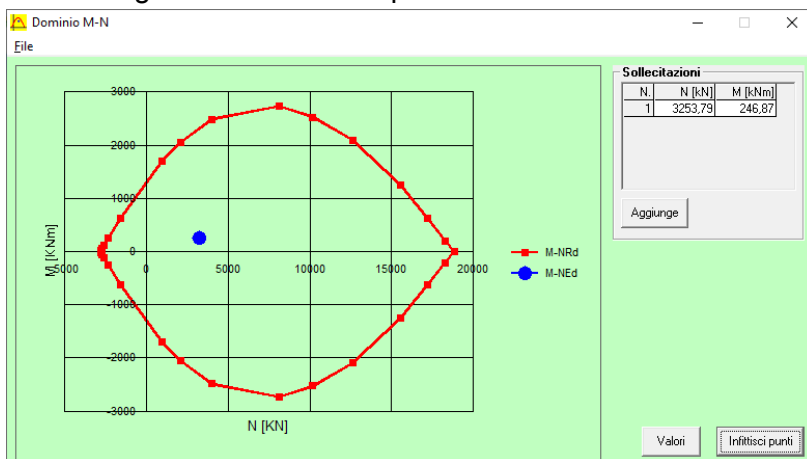 Dominio M-N
File
3000
2000
1000
0
-5000 0 5000 10000 15000 20000
-1000
-2000
-3000
M [KNm]
N [KN]
M-NRd
M-NEd
Sollecitazioni
N. N [kN] M [kNm]
1 3253,79 246,87
Aggiunge
Valori
Infittisci punti